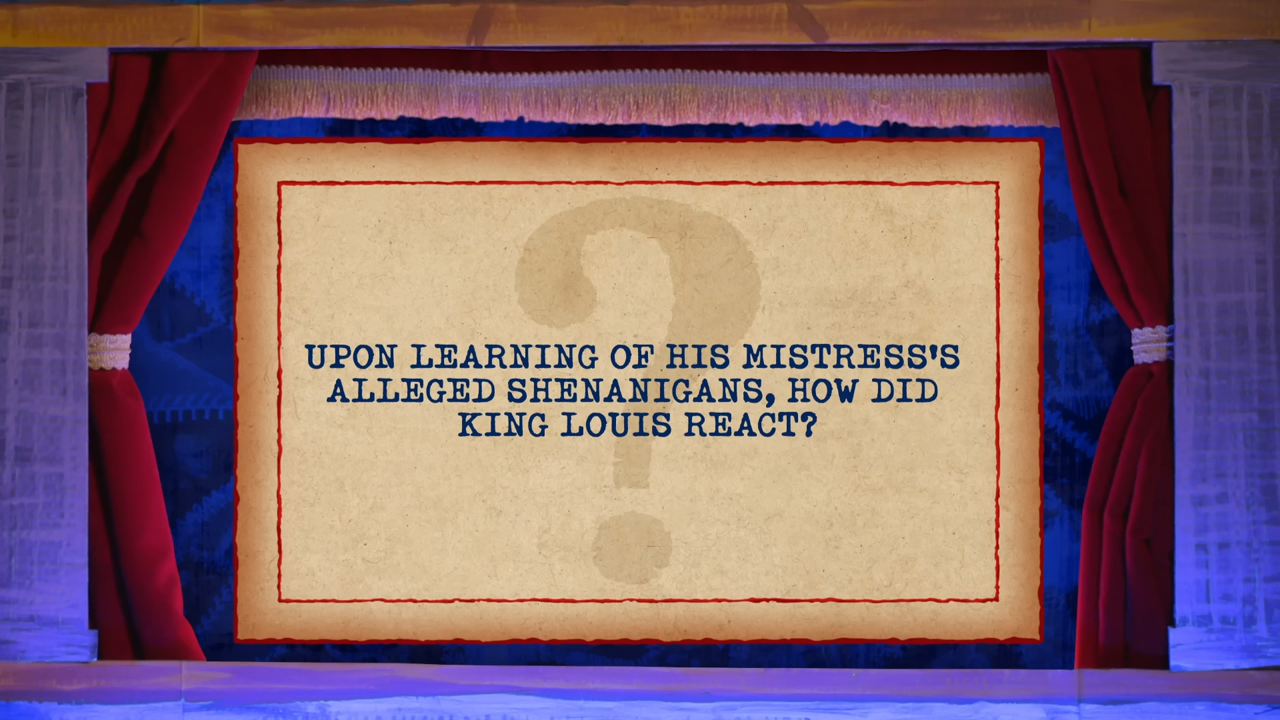 UPON LEARNING OF HIS MISTRESS'S
ALLEGED SHENANIGANS, HOW DID
KING LOUIS REACT?